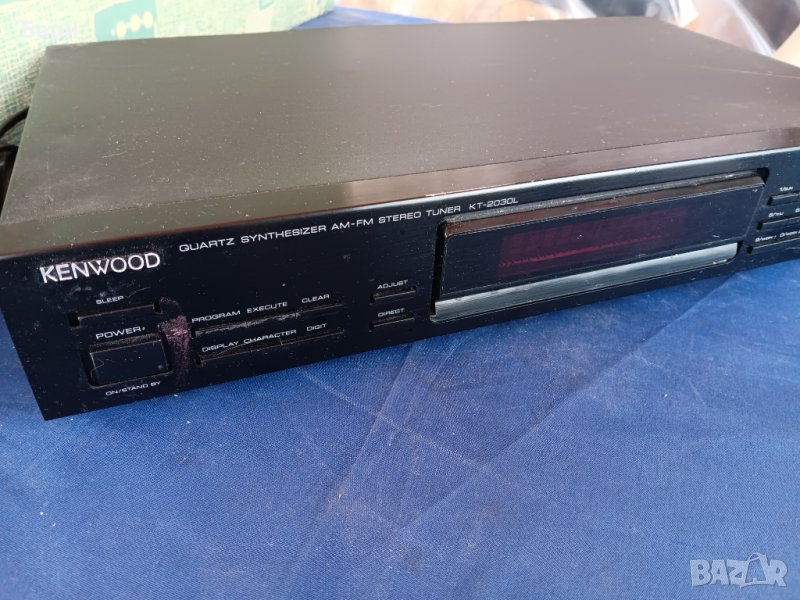 QUARTZ SYNTHESIZER AM-FM STEREO TUNER KT-2030L
KENWOOD
SLEEP
POWER
ON/STAND BY
PROGRAM EXECUTE CLEAR
DISPLAY CHARACTER DIGIT
ADJUST
DIRECT
BAZAR